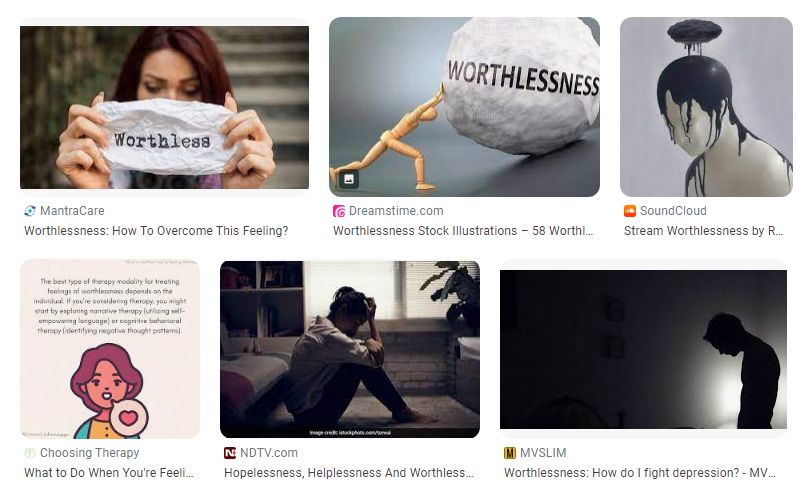 Worthless
WORTHLESSNESS
MantraCare
Dreamstime.com
SoundCloud
Worthlessness: How To Overcome This Feeling?
Worthlessness Stock Illustrations – 58 Worthl...
Stream Worthlessness by R...
The best type of therapy modality for treating
feelings of worthlessness depends on the
individual. If you're considering therapy, you might
start by exploring narrative therapy (utilizing self-
empowering language) or cognitive behavioral
therapy (identifying negative thought patterns).
Image credit: istockphoto.com/torwai
Choosing Therapy
NDTV.com
MVSLIM
What to Do When You're Feeli...
Hopelessness, Helplessness And Worthless...
Worthlessness: How do I fight depression? - MV...